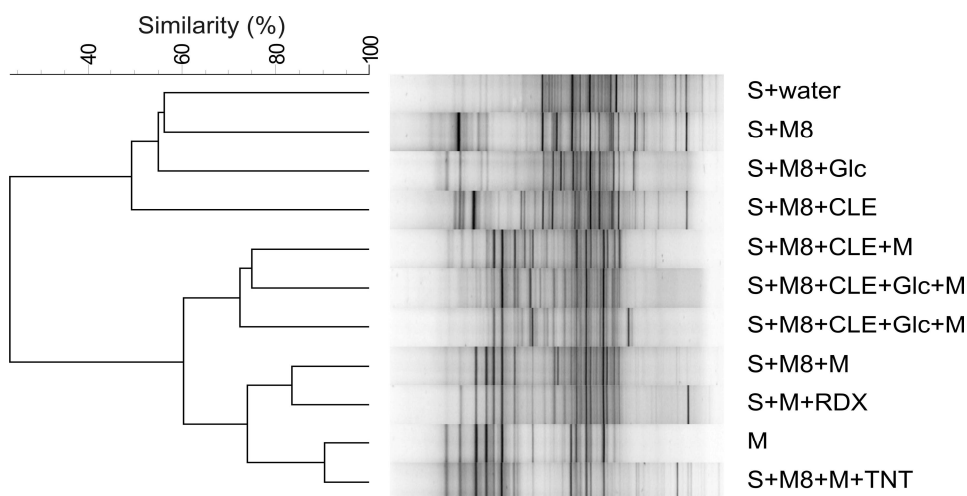 Similarity (%)
40 60 80 100
S+water
S+M8
S+M8+Glc
S+M8+CLE
S+M8+CLE+M
S+M8+CLE+Glc+M
S+M8+CLE+Glc+M
S+M8+M
S+M+RDX
M
S+M8+M+TNT